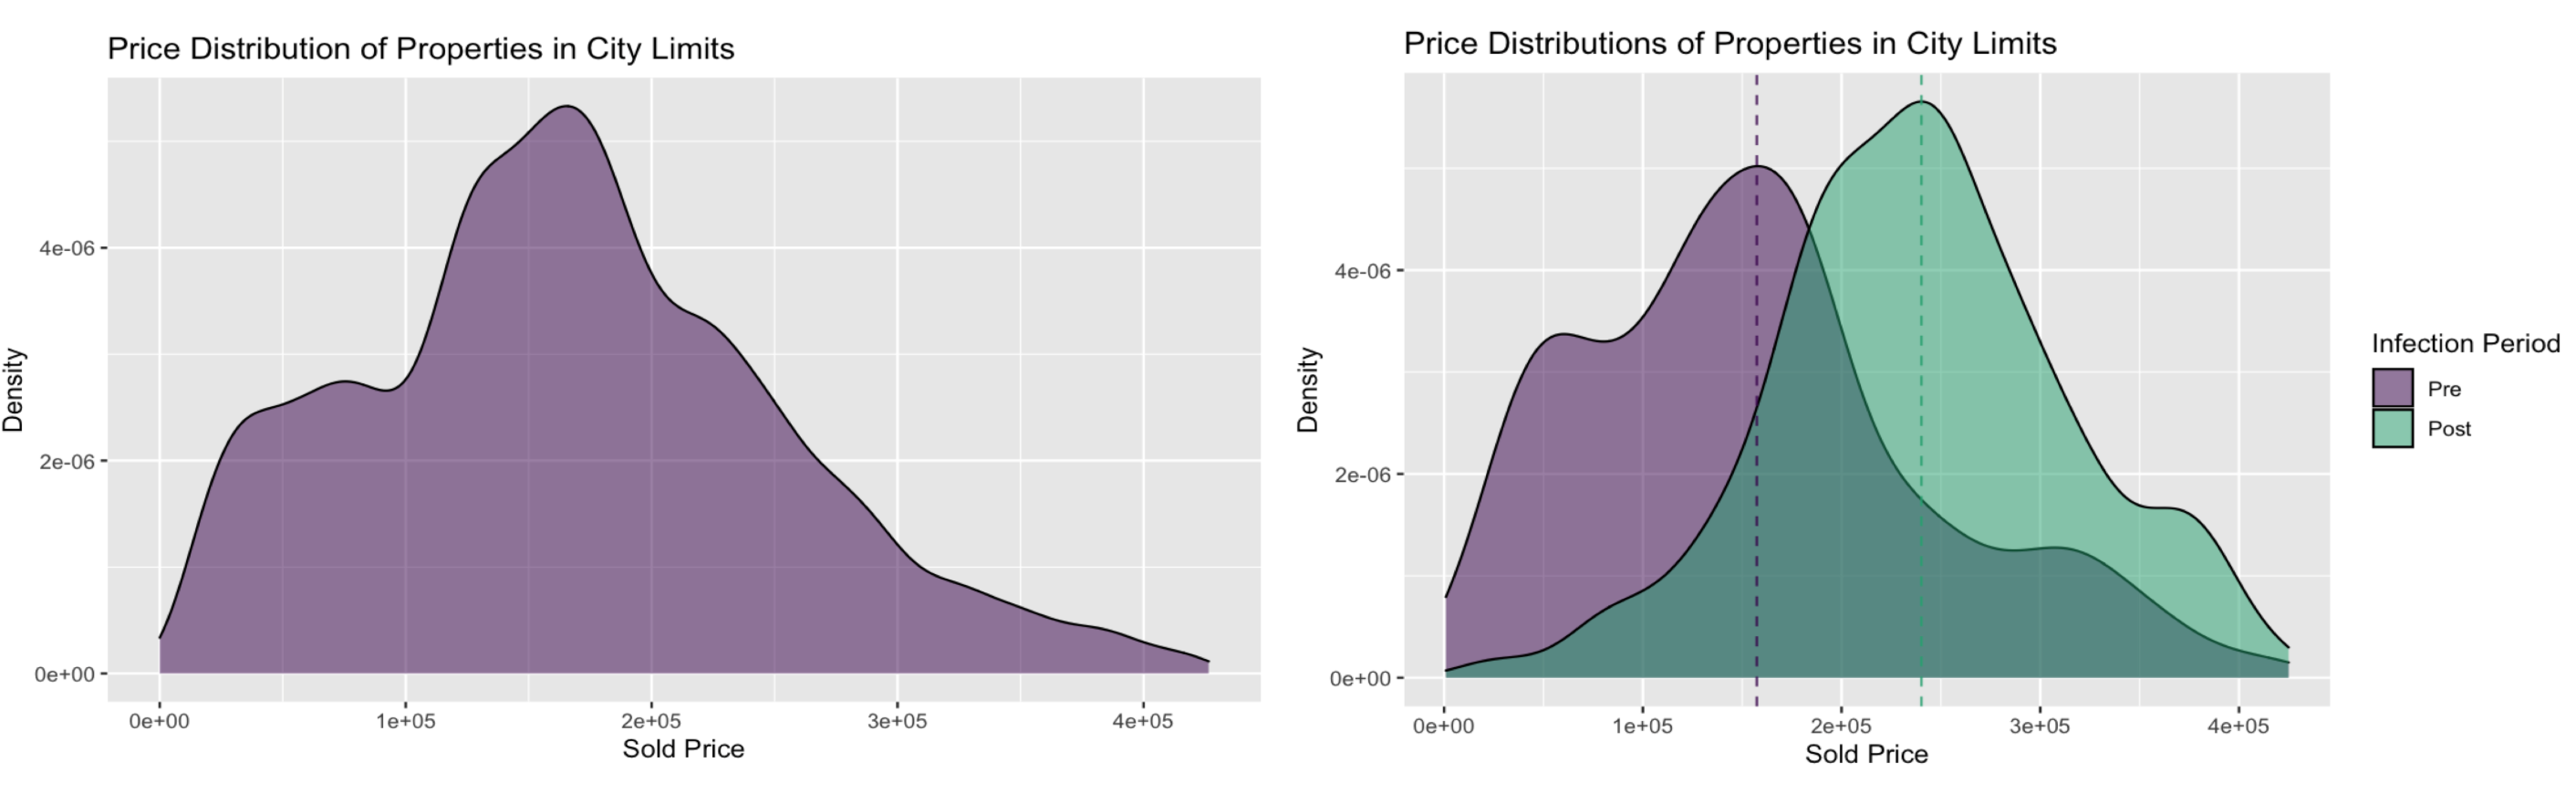 Price Distribution of Properties in City Limits
Density
4e-06
2e-06
0e+00
0e+00 1e+05 2e+05 3e+05 4e+05
Sold Price
Price Distributions of Properties in City Limits
Density
4e-06
2e-06
0e+00
0e+00 1e+05 2e+05 3e+05 4e+05
Sold Price
Infection Period
Pre
Post